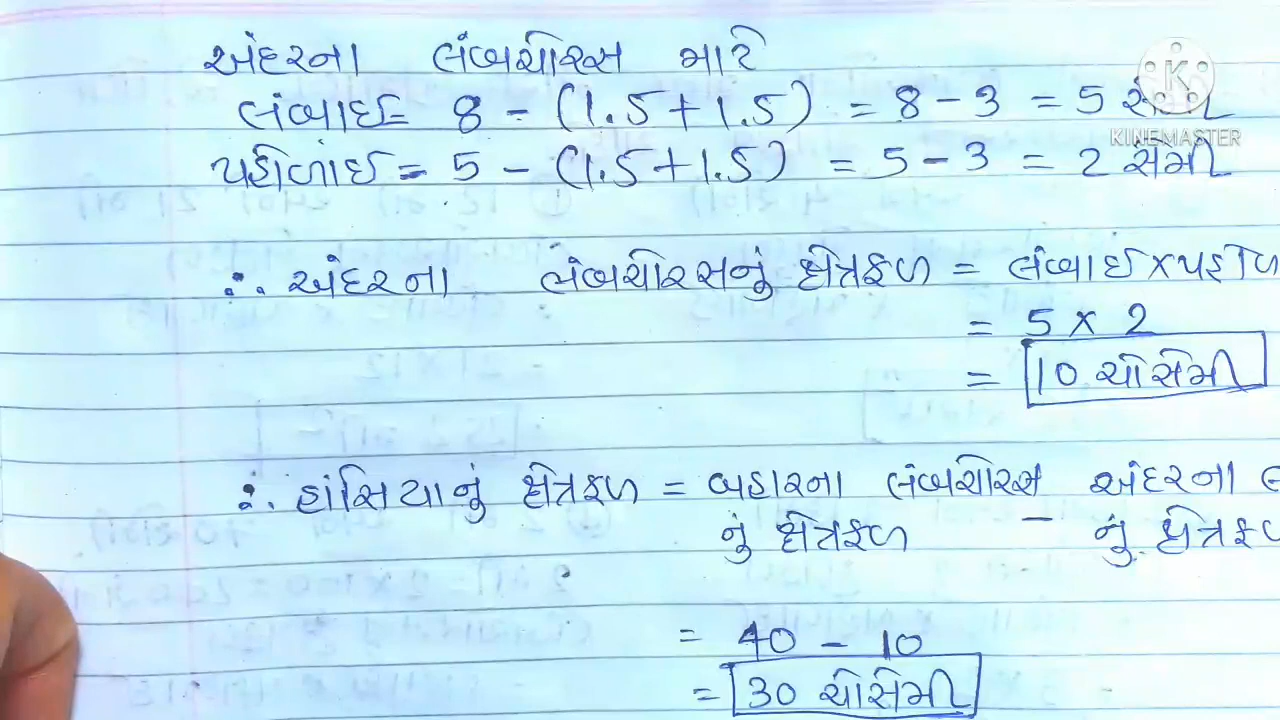 અંદરના લંબચોરસ માટે
લંબાઈ = 8 - (1.5 + 1.5) = 8 - 3 = 5
KINEMASTER
પહોળાઈ = 5 - (1.5 + 1.5) = 5 - 3 = 2 સેમી
∴ અંદરના લંબચોરસનું ક્ષેત્રફળ = લંબાઈ ×
= 5 × 2
= 10 ચોસેમી
∴ હાંસિયાનું ક્ષેત્રફળ = બહારના લંબચોરસ અંદરના
નું ક્ષેત્રફળ - નું
= 40 - 10
= 30 ચોસેમી